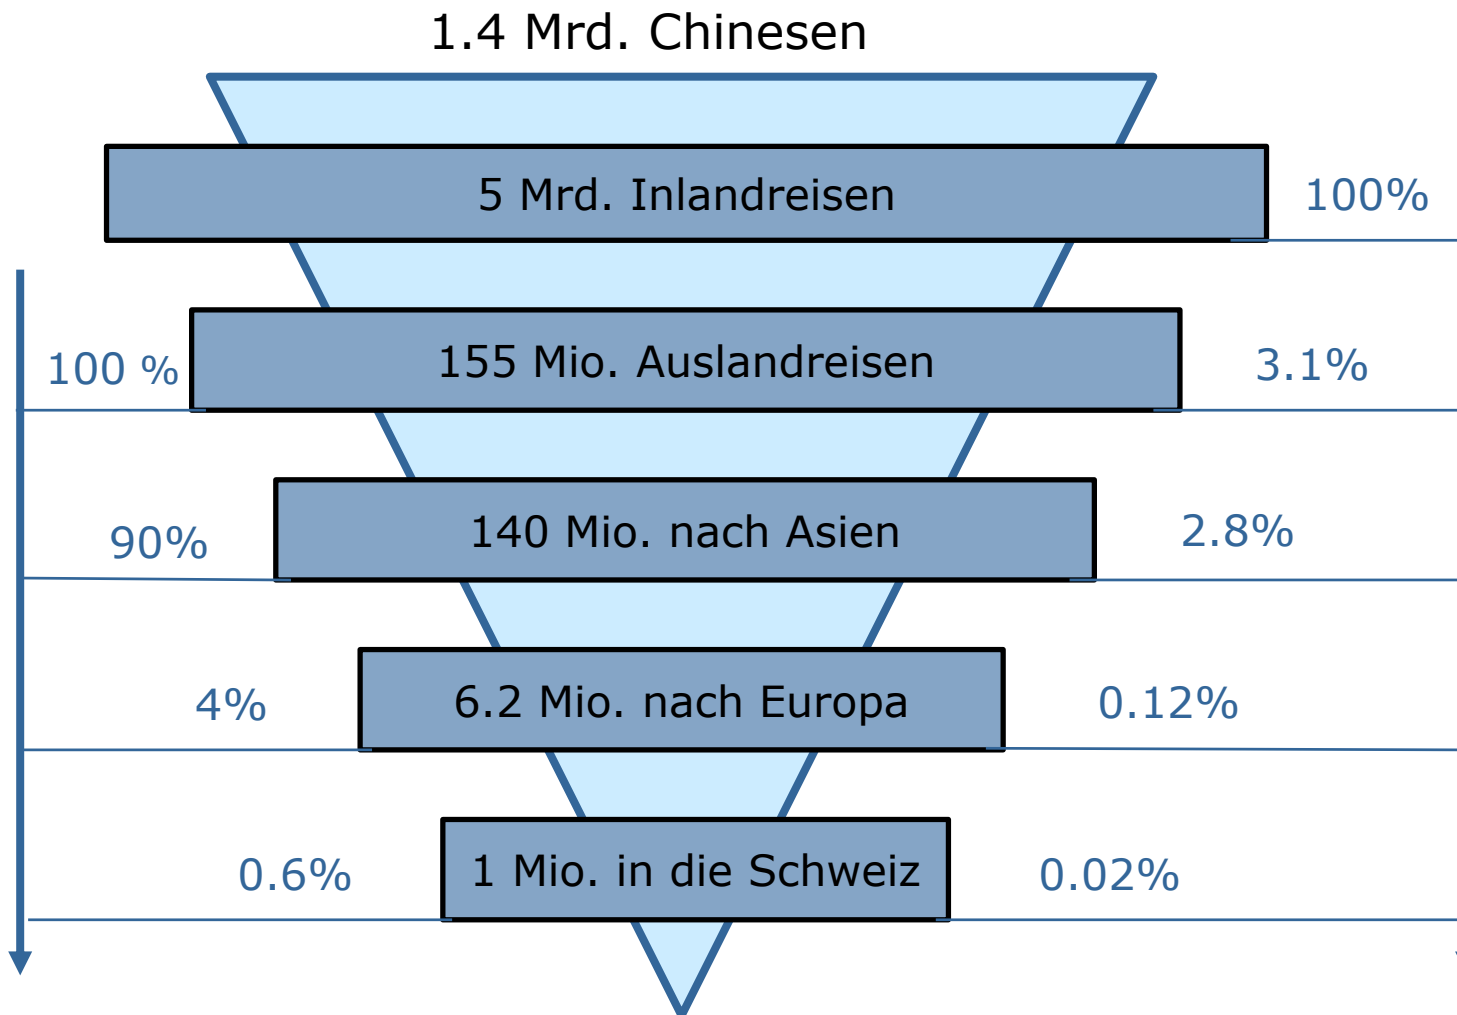 1.4 Mrd. Chinesen
5 Mrd. Inlandreisen
100%
100 %
155 Mio. Auslandreisen
3.1%
90%
140 Mio. nach Asien
2.8%
4%
6.2 Mio. nach Europa
0.12%
0.6%
1 Mio. in die Schweiz
0.02%